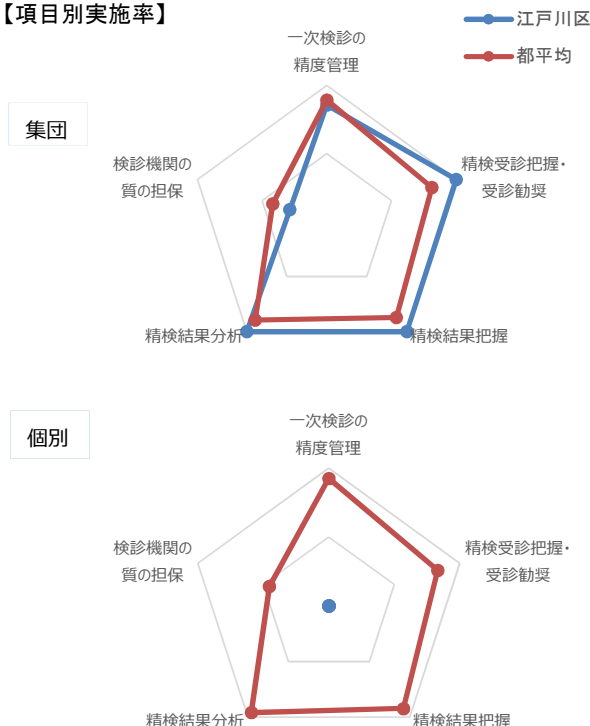 【項目別実施率】
江戸川区
都平均
集団
一次検診の
精度管理
精検受診把握・
受診勧奨
精検結果把握
精検結果分析
検診機関の
質の担保
個別
一次検診の
精度管理
精検受診把握・
受診勧奨
精検結果把握
精検結果分析
検診機関の
質の担保